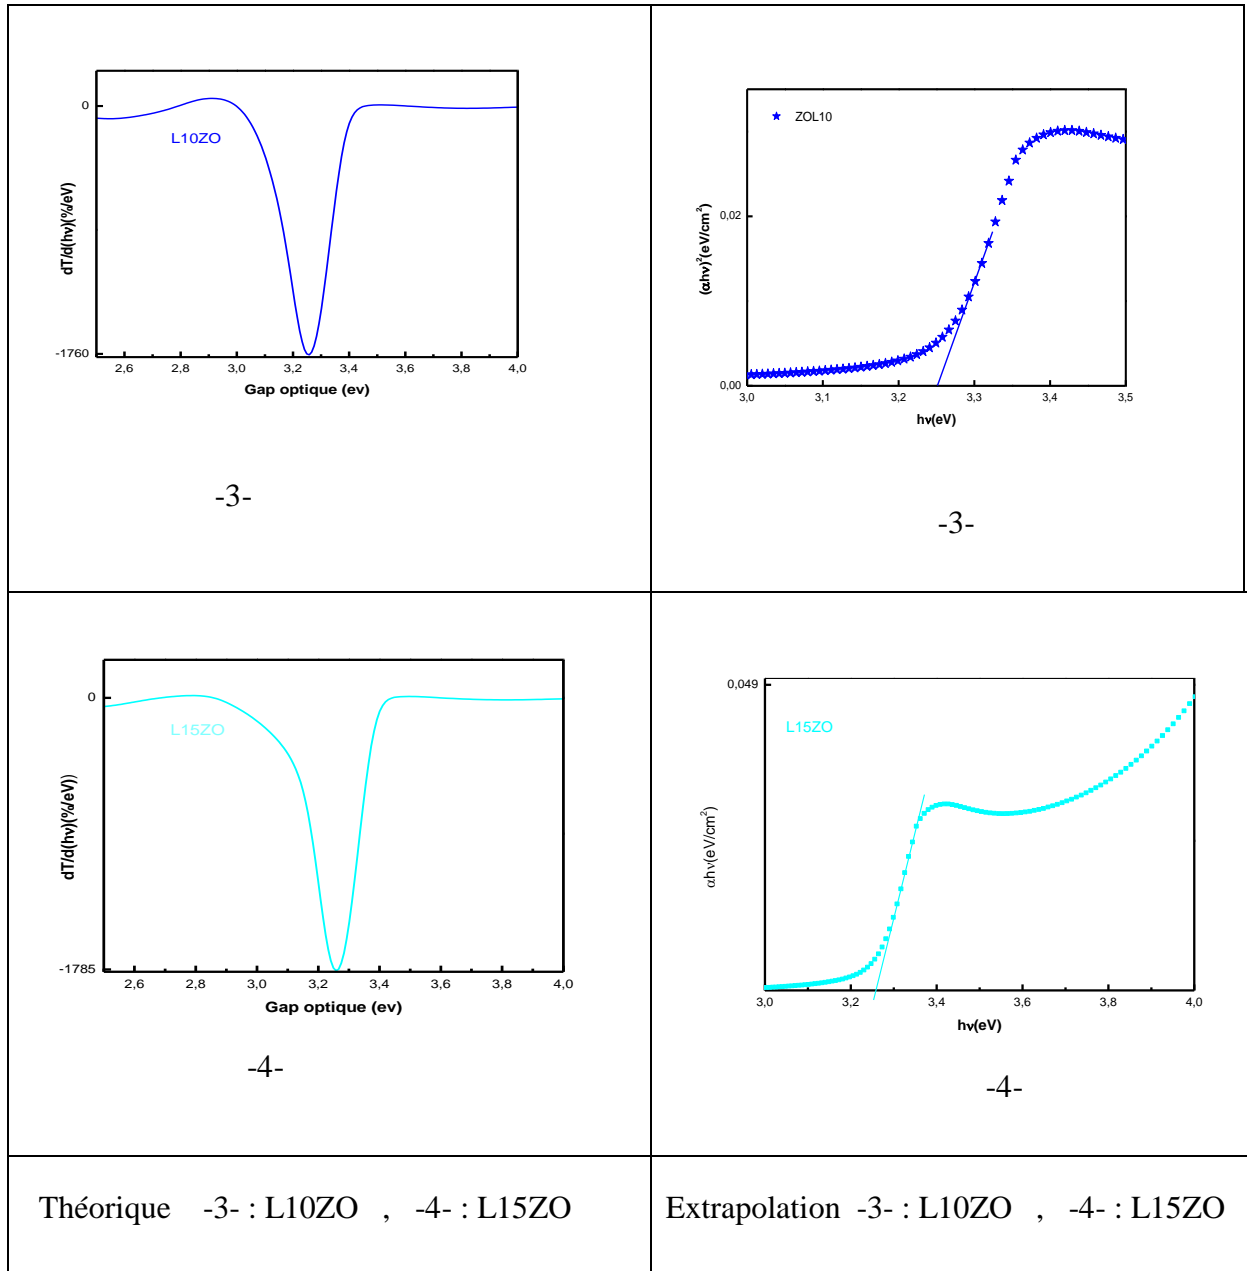 0
L10ZO
-1760
2,6 2,8 3,0 3,2 3,4 3,6 3,8 4,0
dT/d(hν)(%/eV)
Gap optique (ev)
-3-
ZOL10
0,02
0,00
3,0 3,1 3,2 3,3 3,4 3,5
(αhν)²(eV/cm²)
hν(eV)
-3-
0
L15ZO
-1785
2,6 2,8 3,0 3,2 3,4 3,6 3,8 4,0
dT/d(hν)(%/eV))
Gap optique (ev)
-4-
0,049
L15ZO
3,0 3,2 3,4 3,6 3,8 4,0
αhν(eV/cm²)
hν(eV)
-4-
Théorique -3- : L10ZO , -4- : L15ZO
Extrapolation -3- : L10ZO , -4- : L15ZO